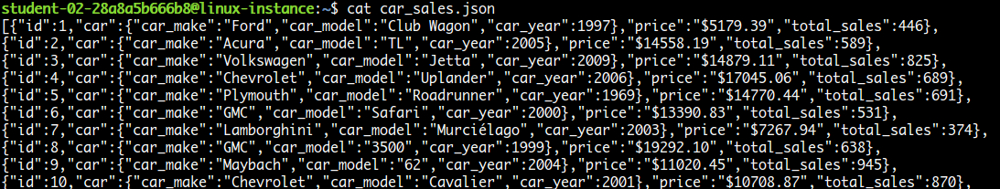 student-02-28a8a5b666b8@linux-instance:~$ cat car_sales.json
[{"id":1,"car":{"car_make":"Ford","car_model":"Club Wagon","car_year":1997},"price":"$5179.39","total_sales":446},
{"id":2,"car":{"car_make":"Acura","car_model":"TL","car_year":2005},"price":"$14558.19","total_sales":589},
{"id":3,"car":{"car_make":"Volkswagen","car_model":"Jetta","car_year":2009},"price":"$14879.11","total_sales":825},
{"id":4,"car":{"car_make":"Chevrolet","car_model":"Uplander","car_year":2006},"price":"$17045.06","total_sales":689},
{"id":5,"car":{"car_make":"Plymouth","car_model":"Roadrunner","car_year":1969},"price":"$14770.44","total_sales":691},
{"id":6,"car":{"car_make":"GMC","car_model":"Safari","car_year":2000},"price":"$13390.83","total_sales":531},
{"id":7,"car":{"car_make":"Lamborghini","car_model":"Murciélago","car_year":2003},"price":"$7267.94","total_sales":374},
{"id":8,"car":{"car_make":"GMC","car_model":"3500","car_year":1999},"price":"$19292.10","total_sales":638},
{"id":9,"car":{"car_make":"Maybach","car_model":"62","car_year":2004},"price":"$11020.45","total_sales":945},
{"id":10,"car":{"car_make":"Chevrolet","car_model":"Cavalier","car_year":2001},"price":"$10708.87","total_sales":870},